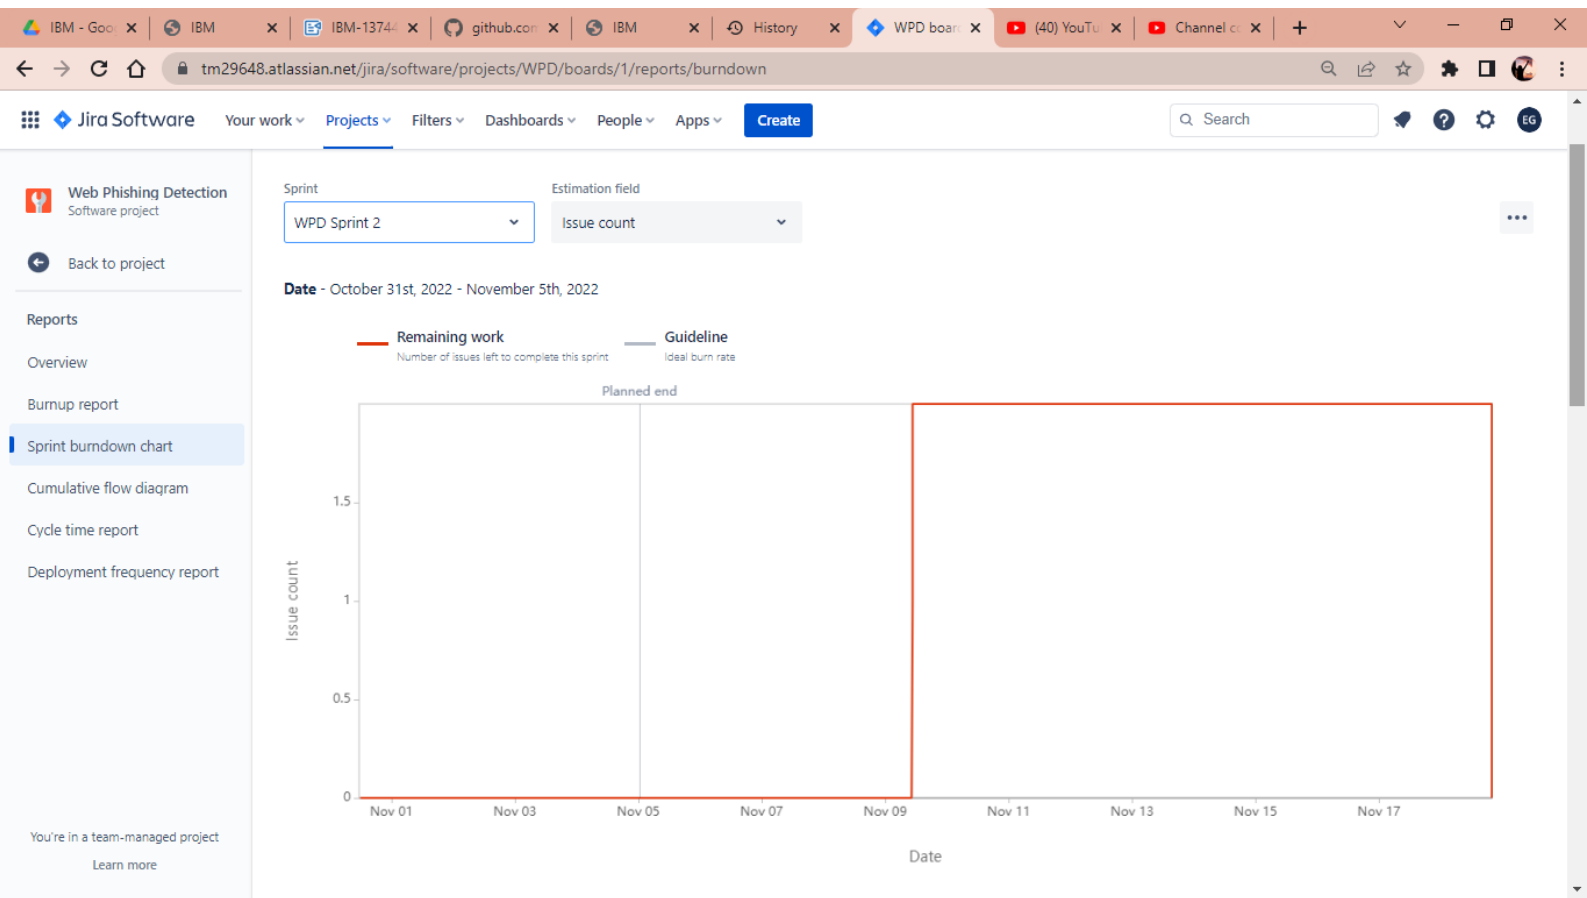 IBM - Goo
IBM
IBM-13744
github.com
IBM
History
WPD boar
(40) YouTu
Channel c
tm29648.atlassian.net/jira/software/projects/WPD/boards/1/reports/burndown
Jira Software
Your work
Projects
Filters
Dashboards
People
Apps
Create
Search
EG
Web Phishing Detection
Software project
Back to project
Reports
Overview
Burnup report
Sprint burndown chart
Cumulative flow diagram
Cycle time report
Deployment frequency report
You're in a team-managed project
Learn more
Sprint
Estimation field
WPD Sprint 2
Issue count
Date - October 31st, 2022 - November 5th, 2022
Remaining work
Number of issues left to complete this sprint
Guideline
Ideal burn rate
Planned end
1.5
1
0.5
0
Issue count
Nov 01 Nov 03 Nov 05 Nov 07 Nov 09 Nov 11 Nov 13 Nov 15 Nov 17
Date